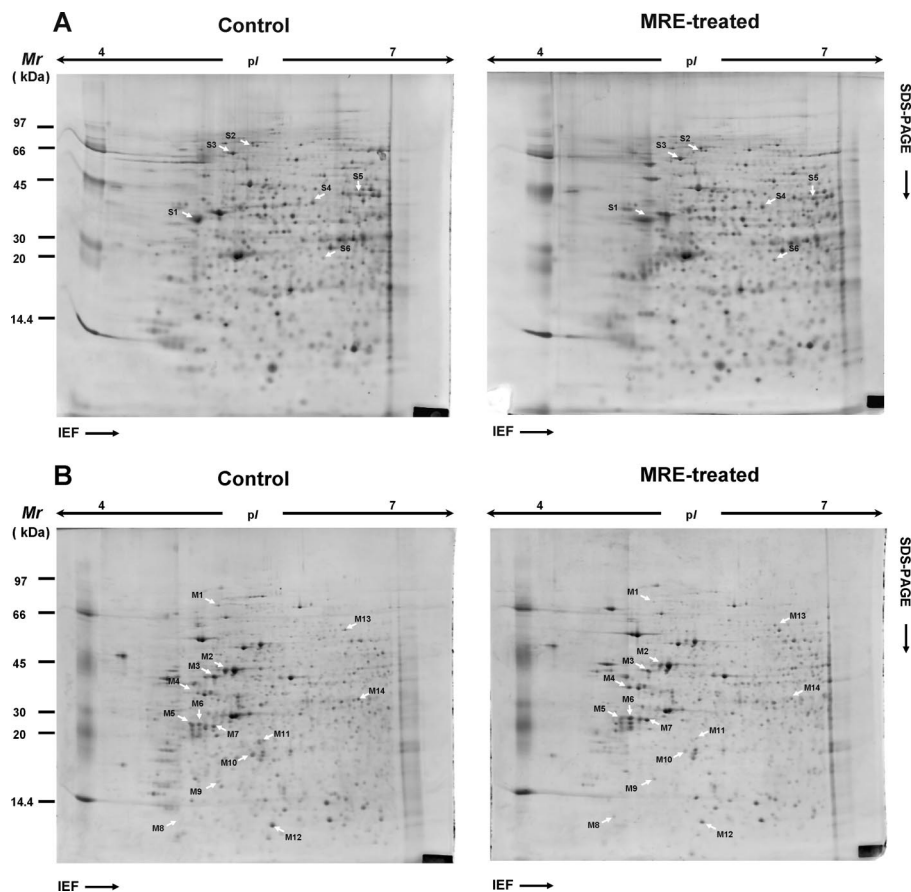 A
Control
MRE-treated
Mr
( kDa)
4
pI
7
4
pI
7
97
66
45
30
20
14.4
S2
S3
S5
S4
S1
S6
S2
S3
S5
S4
S1
S6
SDS-PAGE
IEF
IEF
B
Control
MRE-treated
Mr
( kDa)
4
pI
7
4
pI
7
97
66
45
30
20
14.4
M1
M13
M2
M3
M4
M14
M6
M5
M7
M11
M10
M9
M8
M12
M1
M13
M2
M3
M4
M14
M6
M5
M7
M11
M10
M9
M8
M12
SDS-PAGE
IEF
IEF